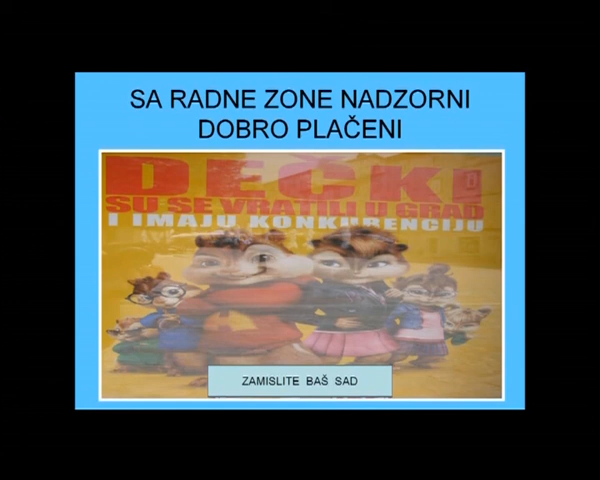 SA RADNE ZONE NADZORNI
DOBRO PLAČENI
DEČKI
SU SE VRATILI U GRAD
I IMAJU KONKURENCIJU
ZAMISLITE BAŠ SAD